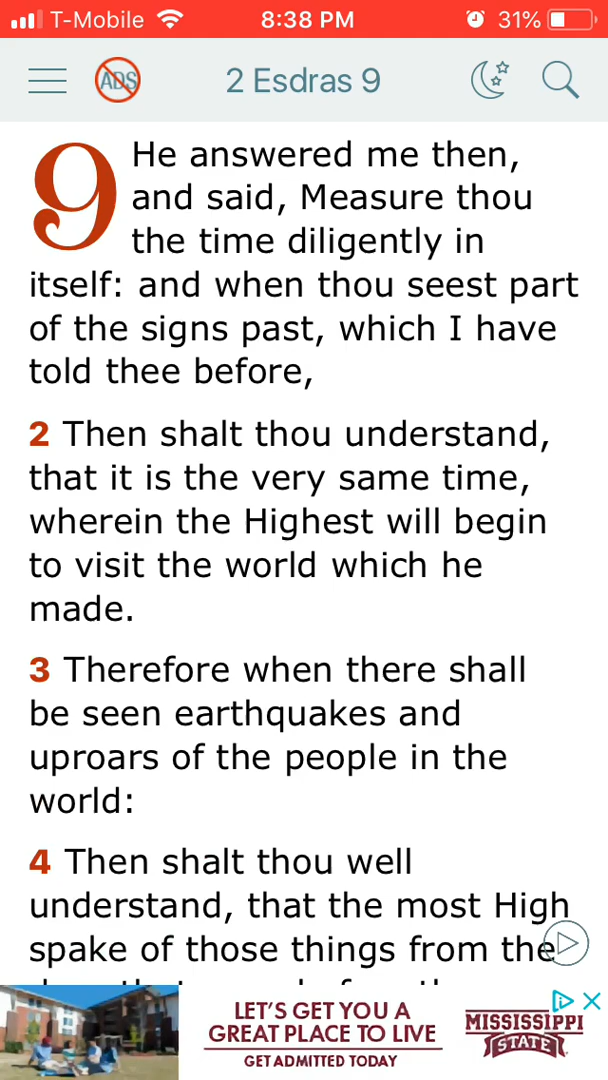 T-Mobile 8:38 PM 31%
ADS 2 Esdras 9
9 He answered me then,
and said, Measure thou
the time diligently in
itself: and when thou seest part
of the signs past, which I have
told thee before,
2 Then shalt thou understand,
that it is the very same time,
wherein the Highest will begin
to visit the world which he
made.
3 Therefore when there shall
be seen earthquakes and
uproars of the people in the
world:
4 Then shalt thou well
understand, that the most High
spake of those things from the
LET'S GET YOU A
GREAT PLACE TO LIVE
GET ADMITTED TODAY
MISSISSIPPI
STATE